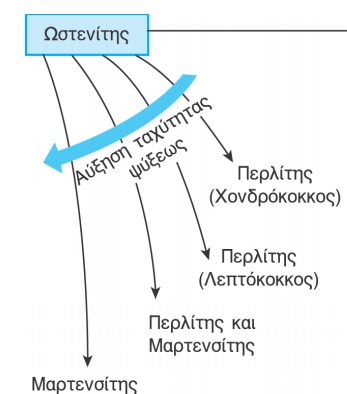 Ωστενίτης
Αύξηση ταχύτητας
ψύξεως
Περλίτης
(Χονδρόκοκκος)
Περλίτης
(Λεπτόκοκκος)
Περλίτης και
Μαρτενσίτης
Μαρτενσίτης